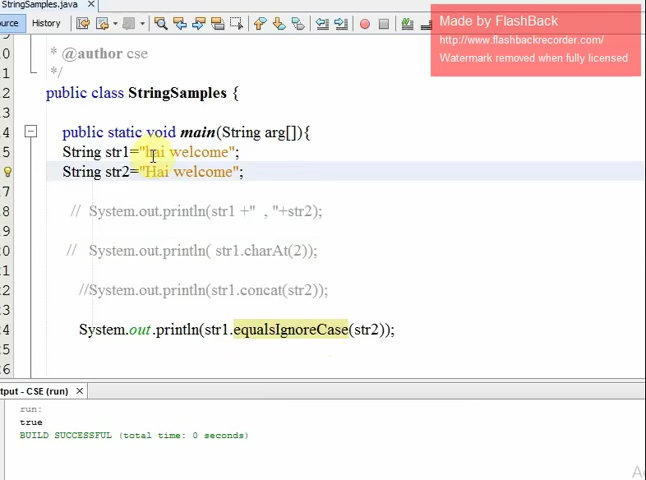 StringSamples.java ×
Made by FlashBack
http://www.flashbackrecorder.com/
Watermark removed when fully licensed
History
* @author cse
*/
public class StringSamples {
public static void main(String arg[]){
String str1="hai welcome";
String str2="Hai welcome";
// System.out.println(str1 +" , "+str2);
// System.out.println( str1.charAt(2));
//System.out.println(str1.concat(str2));
System.out.println(str1.equalsIgnoreCase(str2));
tput - CSE (run) ×
run:
true
BUILD SUCCESSFUL (total time: 0 seconds)